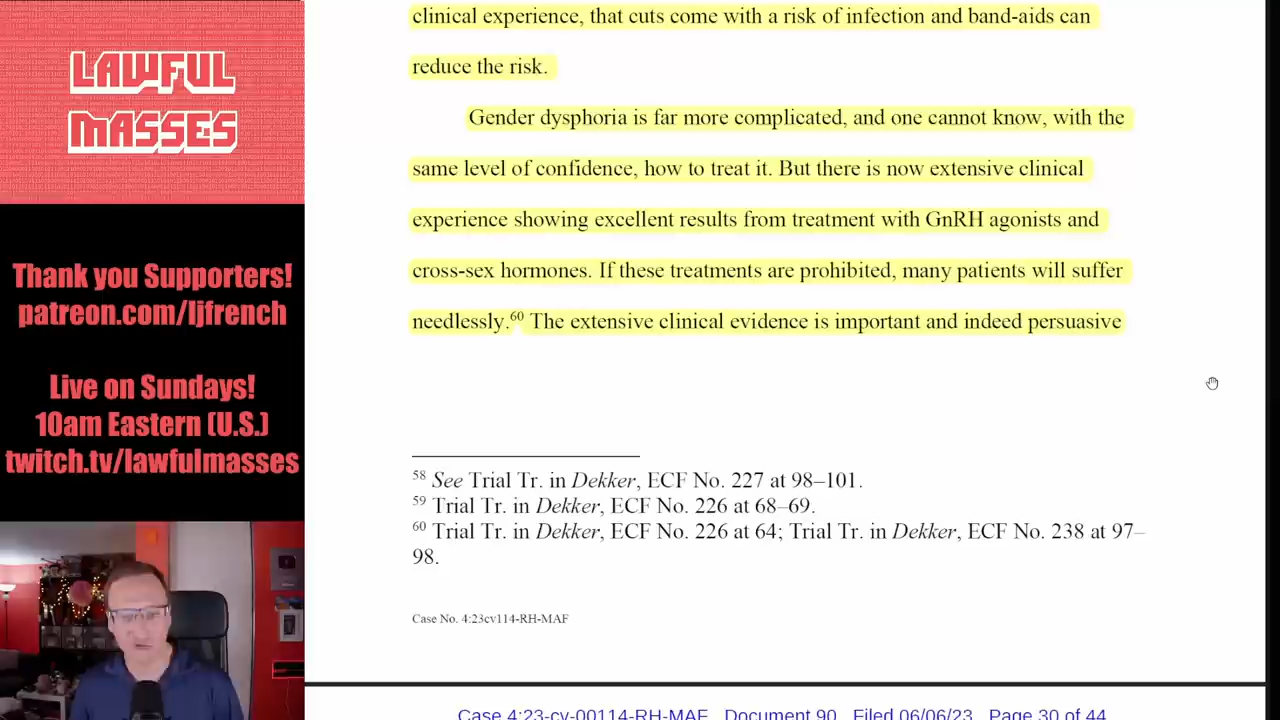 LAWFUL
MASSES
Thank you Supporters!
patreon.com/ljfrench
Live on Sundays!
10am Eastern (U.S.)
twitch.tv/lawfulmasses
clinical experience, that cuts come with a risk of infection and band-aids can
reduce the risk.
Gender dysphoria is far more complicated, and one cannot know, with the
same level of confidence, how to treat it. But there is now extensive clinical
experience showing excellent results from treatment with GnRH agonists and
cross-sex hormones. If these treatments are prohibited, many patients will suffer
needlessly.60 The extensive clinical evidence is important and indeed persuasive
58 See Trial Tr. in Dekker, ECF No. 227 at 98–101.
59 Trial Tr. in Dekker, ECF No. 226 at 68–69.
60 Trial Tr. in Dekker, ECF No. 226 at 64; Trial Tr. in Dekker, ECF No. 238 at 97–
98.
Case No. 4:23cv114-RH-MAF
Case 4:23-cv-00114-RH-MAF Document 90 Filed 06/06/23 Page 30 of 44